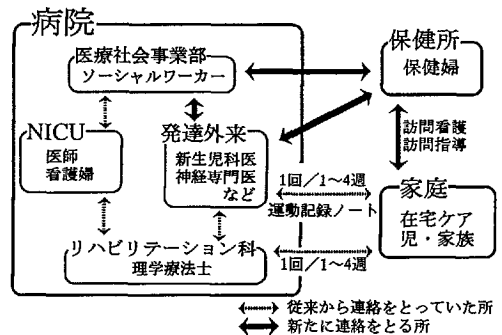 病院
医療社会事業部
ソーシャルワーカー
保健所
保健婦
NICU
医師
看護婦
発達外来
新生児科医
神経専門医
など
訪問看護
訪問指導
1回/1~4週
運動記録ノート
家庭
在宅ケア
児・家族
リハビリテーション科
理学療法士
1回/1~4週
従来から連絡をとっていた所
新たに連絡をとる所